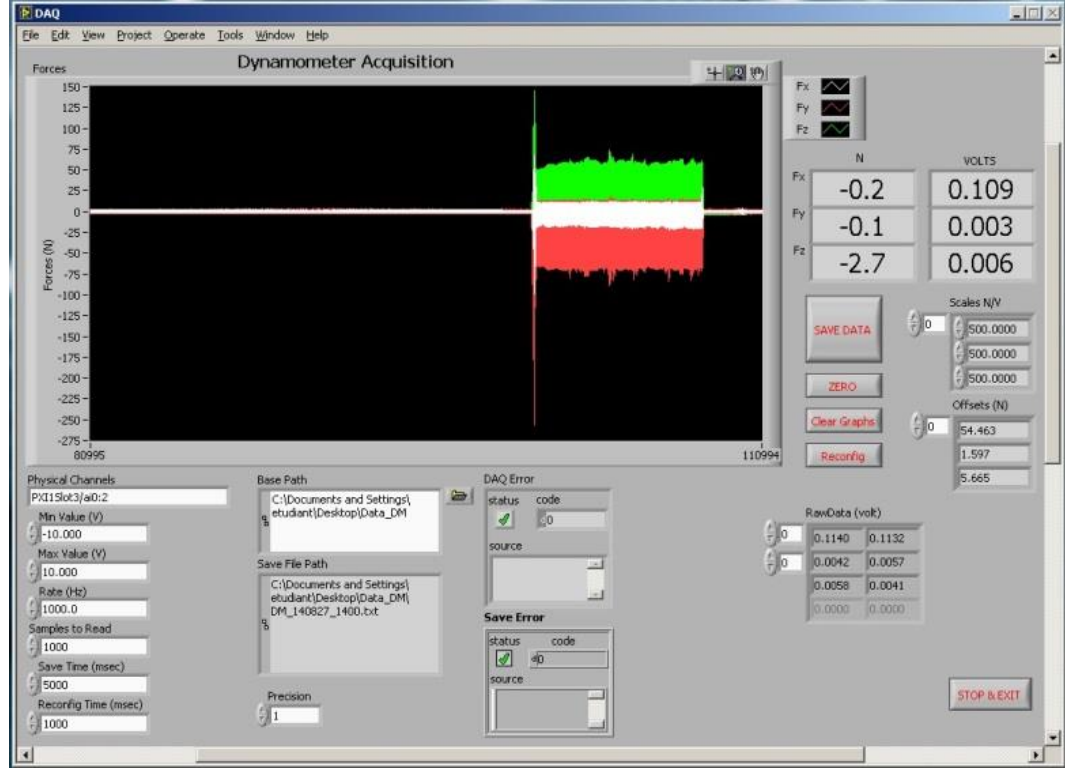 DAQ
File Edit View Project Operate Tools Window Help
Dynamometer Acquisition
Forces
150
125
100
75
50
25
0
-25
-50
-75
-100
-125
-150
-175
-200
-225
-250
-275
Forces (N)
80995
110994
Fx
Fy
Fz
N
VOLTS
Fx -0.2 0.109
Fy -0.1 0.003
Fz -2.7 0.006
SAVE DATA
ZERO
Clear Graphs
Reconfig
Scales N/V
0 500.0000
500.0000
500.0000
Offsets (N)
0 54.463
1.597
5.665
Physical Channels
PXI1Slot3/ai0:2
Min Value (V)
-10.000
Max Value (V)
10.000
Rate (Hz)
1000.0
Samples to Read
1000
Save Time (msec)
5000
Reconfig Time (msec)
1000
Base Path
C:\Documents and Settings\
etudiant\Desktop\Data_DM
Save File Path
C:\Documents and Settings\
etudiant\Desktop\Data_DM\
DM_140827_1400.txt
Precision
1
DAQ Error
status code
d0
source
Save Error
status code
d0
source
RawData (volt)
0 0.1140 0.1132
0 0.0042 0.0057
0.0058 0.0041
0.0000 0.0000
STOP & EXIT